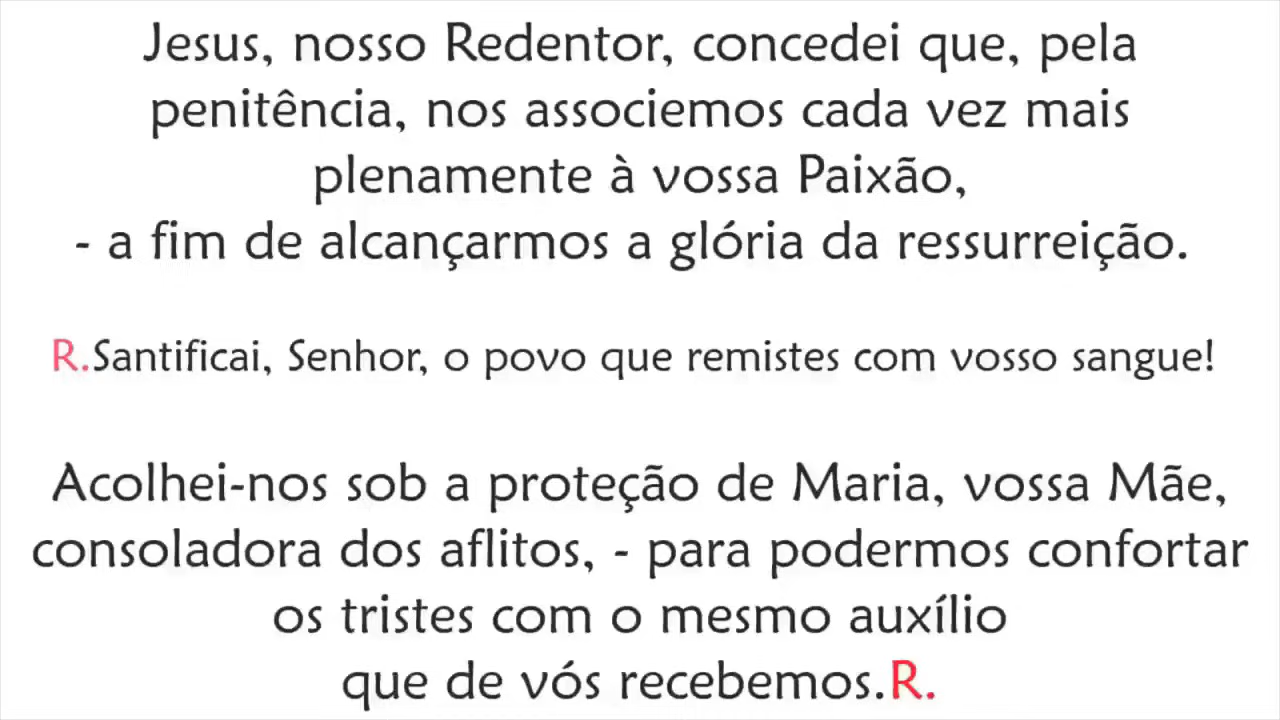 Jesus, nosso Redentor, concedei que, pela
penitência, nos associemos cada vez mais
plenamente à vossa Paixão,
- a fim de alcançarmos a glória da ressurreição.
R.Santificai, Senhor, o povo que remistes com vosso sangue!
Acolhei-nos sob a proteção de Maria, vossa Mãe,
consoladora dos aflitos, - para podermos confortar
os tristes com o mesmo auxílio
que de vós recebemos.R.